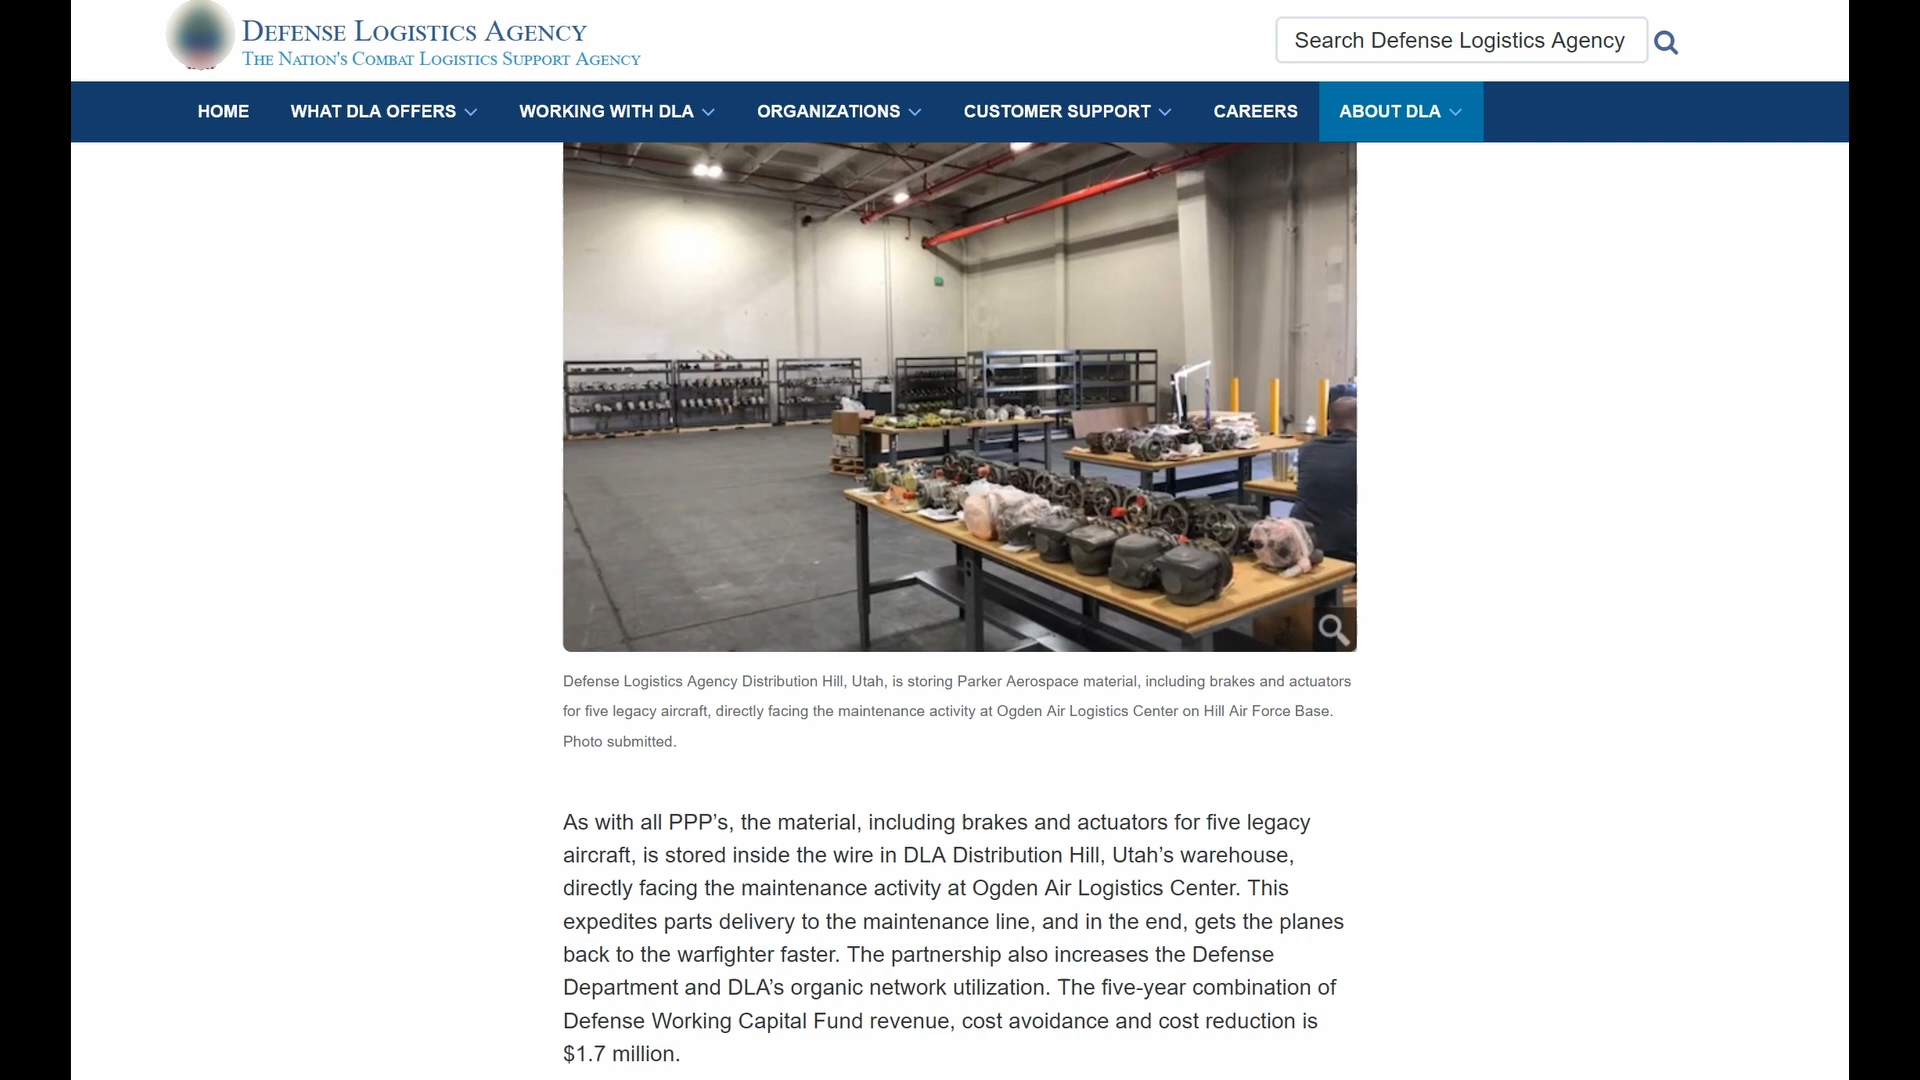 DEFENSE LOGISTICS AGENCY
THE NATION'S COMBAT LOGISTICS SUPPORT AGENCY
Search Defense Logistics Agency
HOME WHAT DLA OFFERS WORKING WITH DLA ORGANIZATIONS CUSTOMER SUPPORT CAREERS ABOUT DLA
Defense Logistics Agency Distribution Hill, Utah, is storing Parker Aerospace material, including brakes and actuators
for five legacy aircraft, directly facing the maintenance activity at Ogden Air Logistics Center on Hill Air Force Base.
Photo submitted.
As with all PPP’s, the material, including brakes and actuators for five legacy
aircraft, is stored inside the wire in DLA Distribution Hill, Utah’s warehouse,
directly facing the maintenance activity at Ogden Air Logistics Center. This
expedites parts delivery to the maintenance line, and in the end, gets the planes
back to the warfighter faster. The partnership also increases the Defense
Department and DLA’s organic network utilization. The five-year combination of
Defense Working Capital Fund revenue, cost avoidance and cost reduction is
$1.7 million.